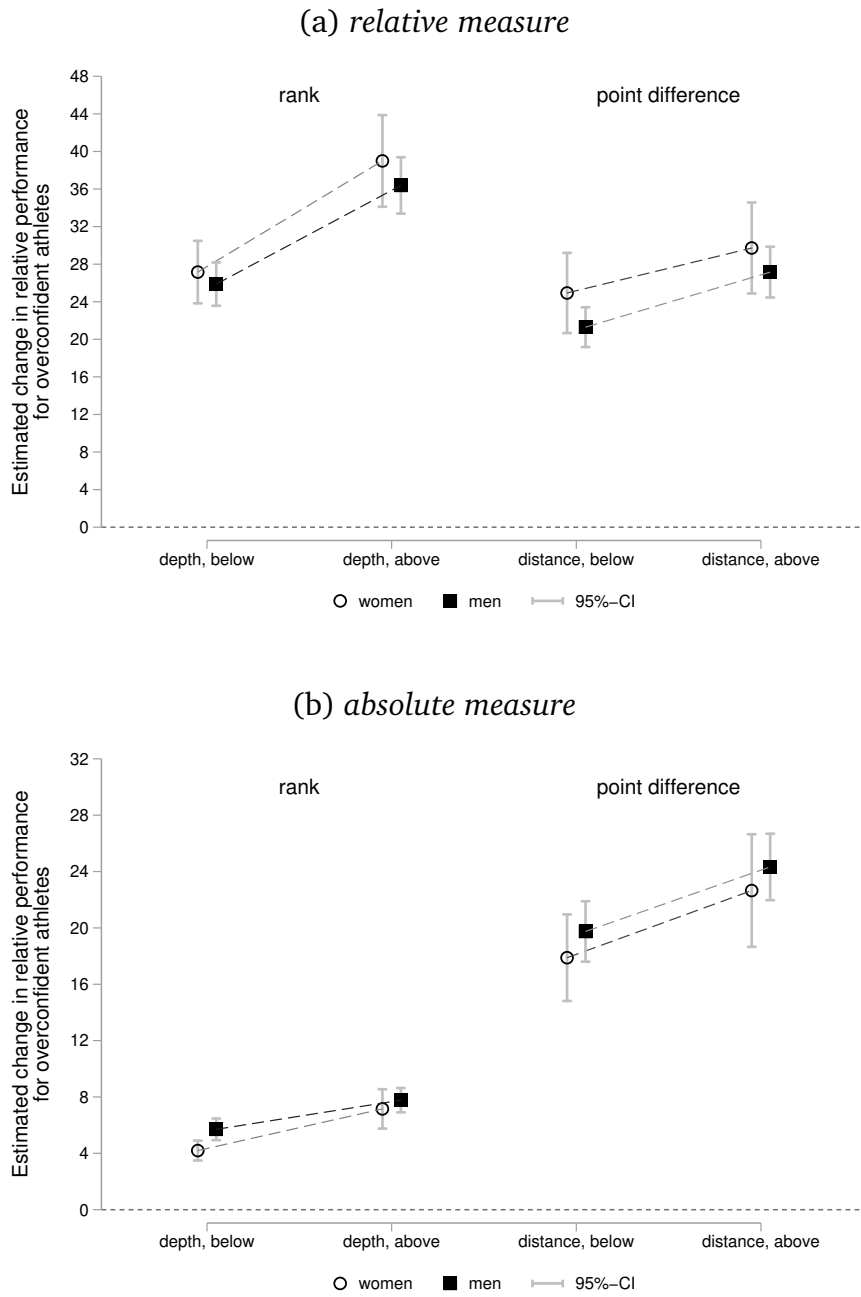 (a) relative measure
rank
point difference
Estimated change in relative performance
for overconfident athletes
48
44
40
36
32
28
24
20
16
12
8
4
0
depth, below
depth, above
distance, below
distance, above
women
men
95%−CI
(b) absolute measure
rank
point difference
Estimated change in relative performance
for overconfident athletes
32
28
24
20
16
12
8
4
0
depth, below
depth, above
distance, below
distance, above
women
men
95%−CI